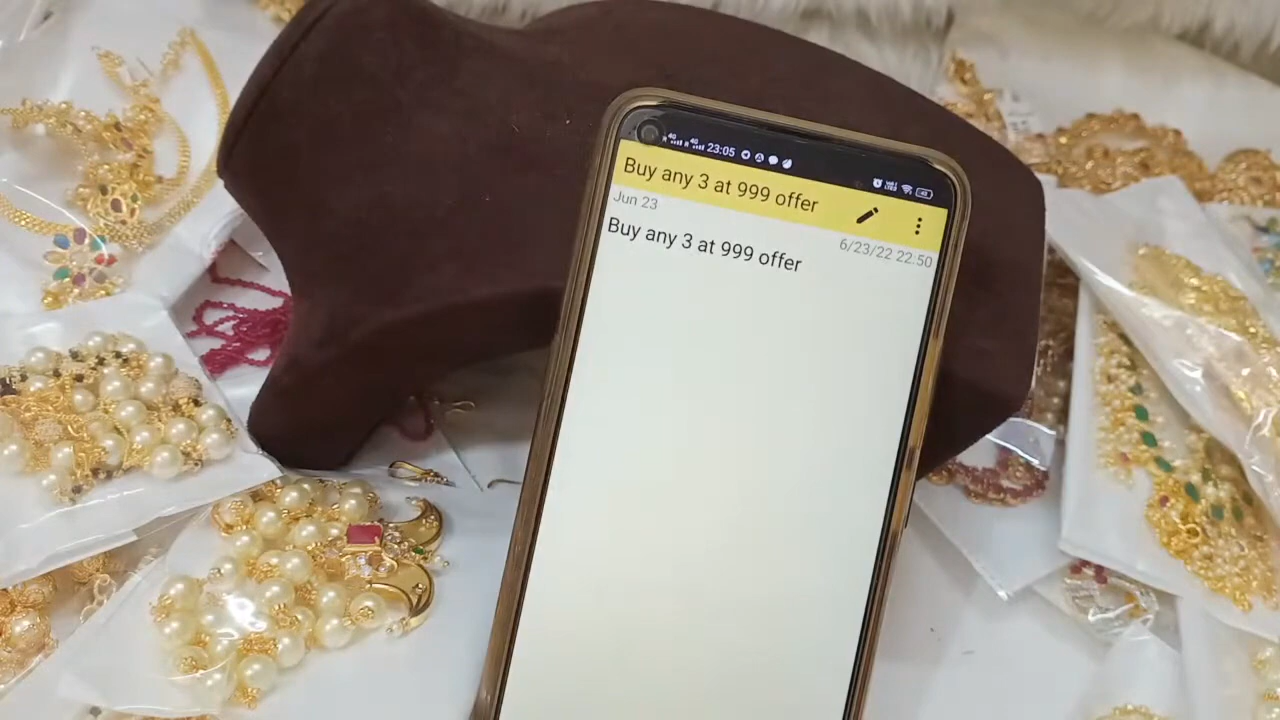 23:05
Buy any 3 at 999 offer
Jun 23
6/23/22 22:50
Buy any 3 at 999 offer